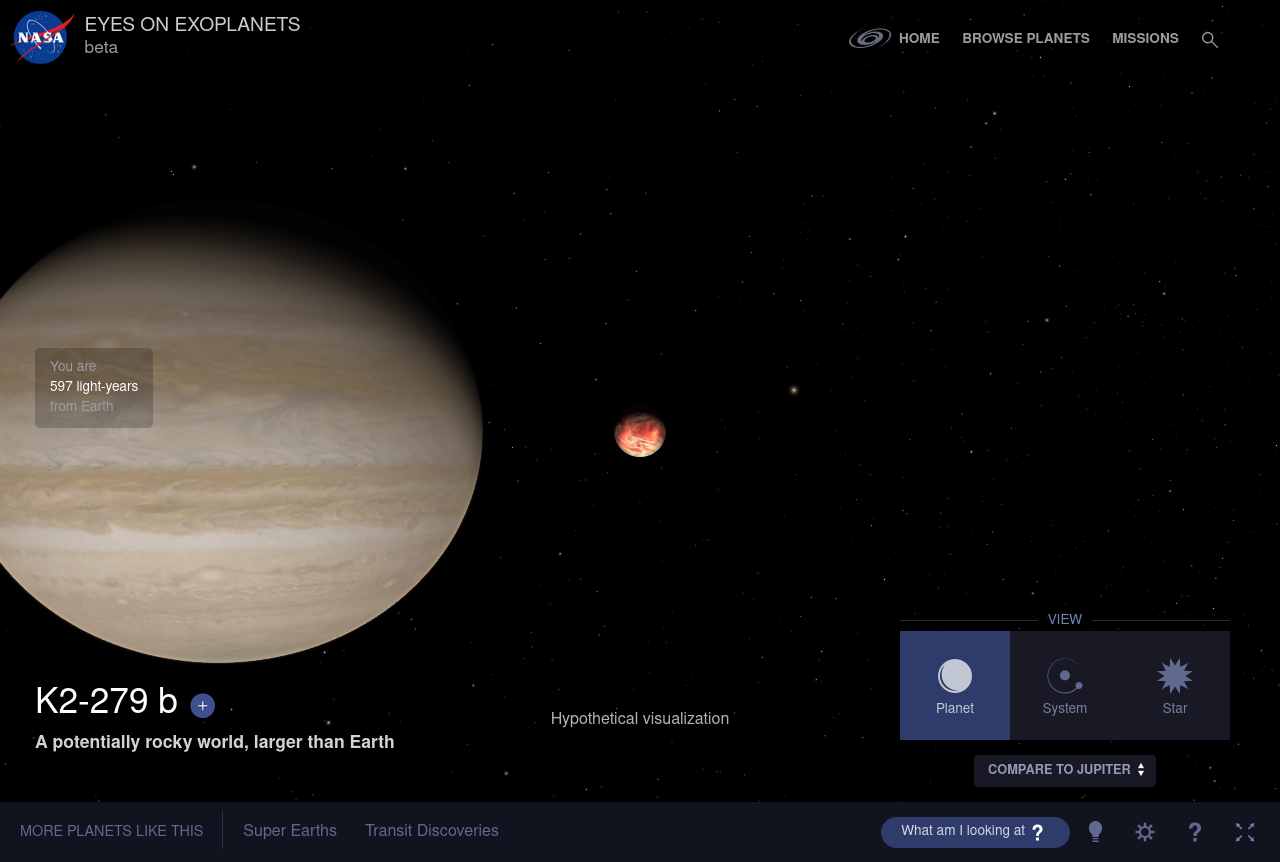 NASA
EYES ON EXOPLANETS
beta
HOME
BROWSE PLANETS
MISSIONS
You are
597 light-years
from Earth
VIEW
Planet
System
Star
K2-279 b +
A potentially rocky world, larger than Earth
Hypothetical visualization
COMPARE TO JUPITER
MORE PLANETS LIKE THIS
Super Earths
Transit Discoveries
What am I looking at ?
?